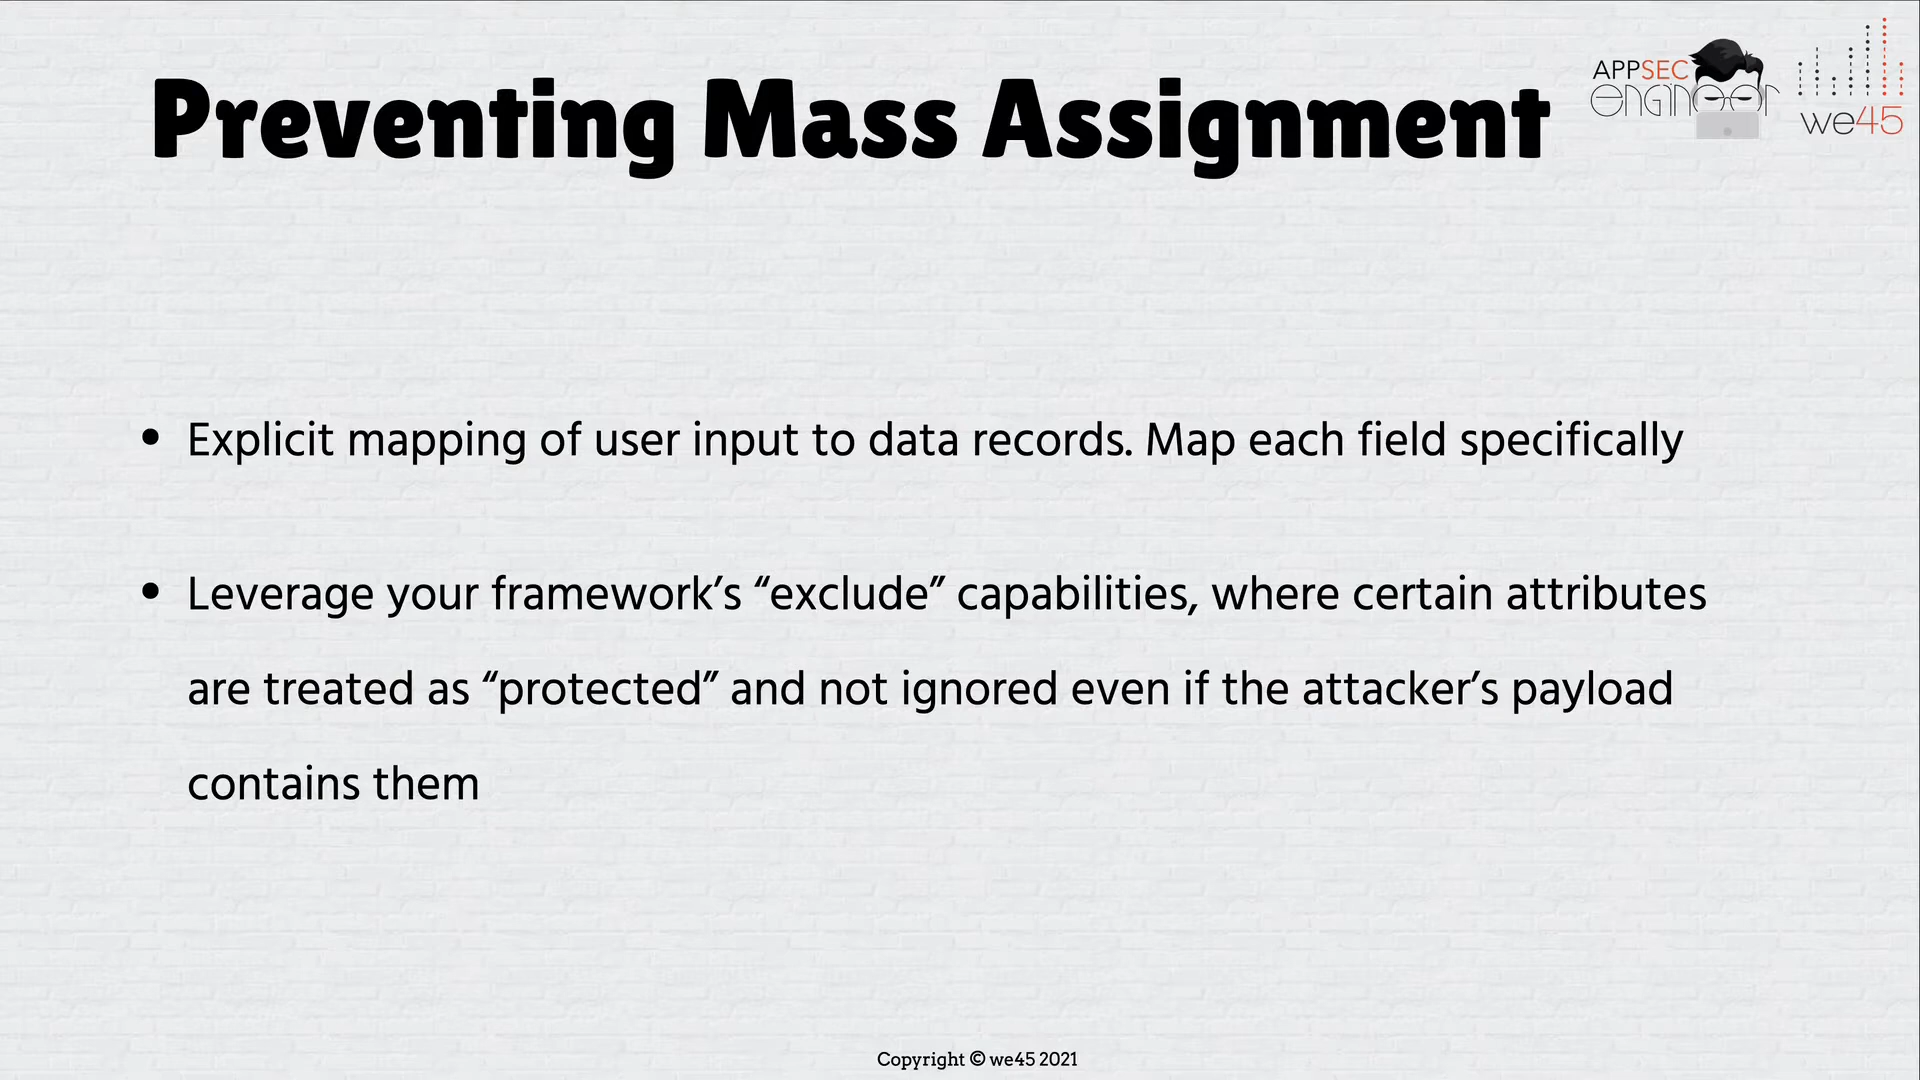 Preventing Mass Assignment
APPSEC
engineer
we45
• Explicit mapping of user input to data records. Map each field specifically
• Leverage your framework’s “exclude” capabilities, where certain attributes
are treated as “protected” and not ignored even if the attacker’s payload
contains them
Copyright © we45 2021